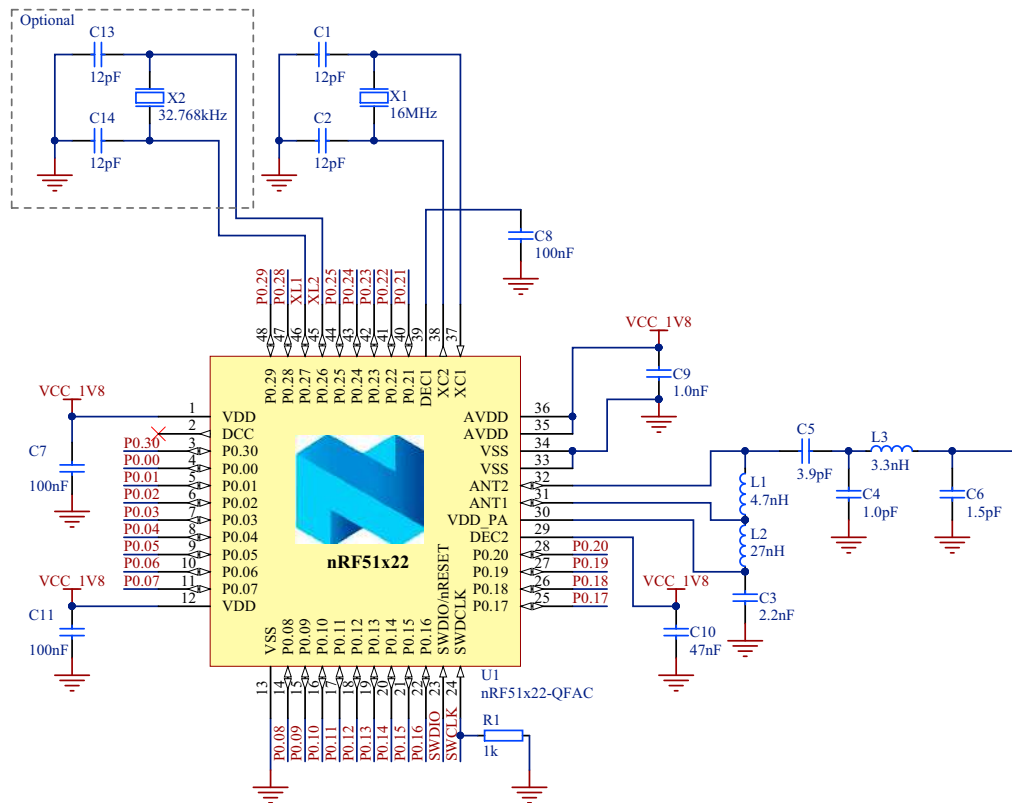 Optional
C13
12pF
X2
32.768kHz
C14
12pF
C1
12pF
X1
16MHz
C2
12pF
C8
100nF
P0.29
P0.28
XL1
XL2
P0.25
P0.24
P0.23
P0.22
P0.21
48
47
46
45
44
43
42
41
40
39
38
37
P0.29
P0.28
P0.27
P0.26
P0.25
P0.24
P0.23
P0.22
P0.21
DEC1
XC2
XC1
VCC_1V8
C9
1.0nF
VCC_1V8
C7
100nF
1 VDD
2 DCC
P0.30 3 P0.30
P0.00 4 P0.00
P0.01 5 P0.01
P0.02 6 P0.02
P0.03 7 P0.03
P0.04 8 P0.04
P0.05 9 P0.05
P0.06 10 P0.06
P0.07 11 P0.07
12 VDD
VCC_1V8
C11
100nF
nRF51x22
AVDD 36
AVDD 35
VSS 34
VSS 33
ANT2 32
ANT1 31
VDD_PA 30
DEC2 29
P0.20 28 P0.20
P0.19 27 P0.19
P0.18 26 P0.18
P0.17 25 P0.17
C5
3.9pF
L3
3.3nH
L1
4.7nH
C4
1.0pF
C6
1.5pF
L2
27nH
VCC_1V8
C3
2.2nF
C10
47nF
VSS
P0.08
P0.09
P0.10
P0.11
P0.12
P0.13
P0.14
P0.15
P0.16
SWDIO/nRESET
SWDCLK
13
14
15
16
17
18
19
20
21
22
23
24
U1
nRF51x22-QFAC
P0.08
P0.09
P0.10
P0.11
P0.12
P0.13
P0.14
P0.15
P0.16
SWDIO
SWCLK
R1
1k